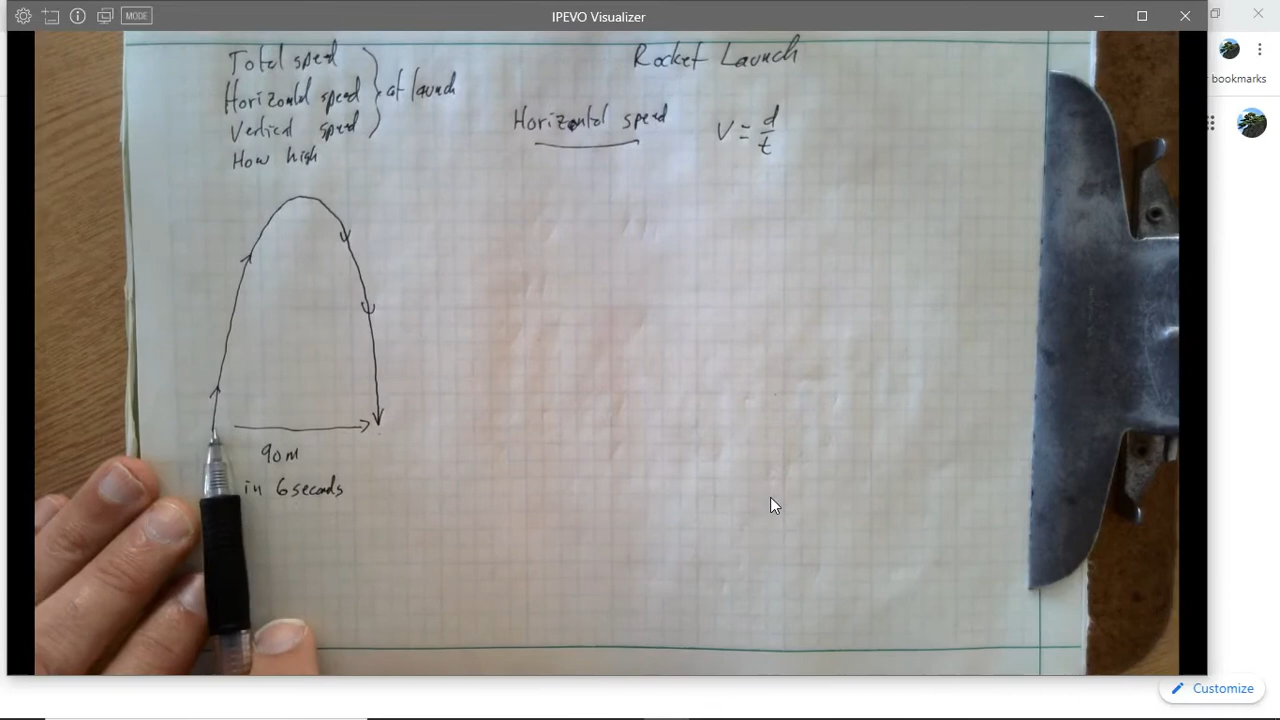 MODE
IPEVO Visualizer
Total speed
Horizontal speed
Vertical speed
at launch
How high
Rocket Launch
Horizontal speed
V = d/t
90m
in 6 seconds
bookmarks
Customize